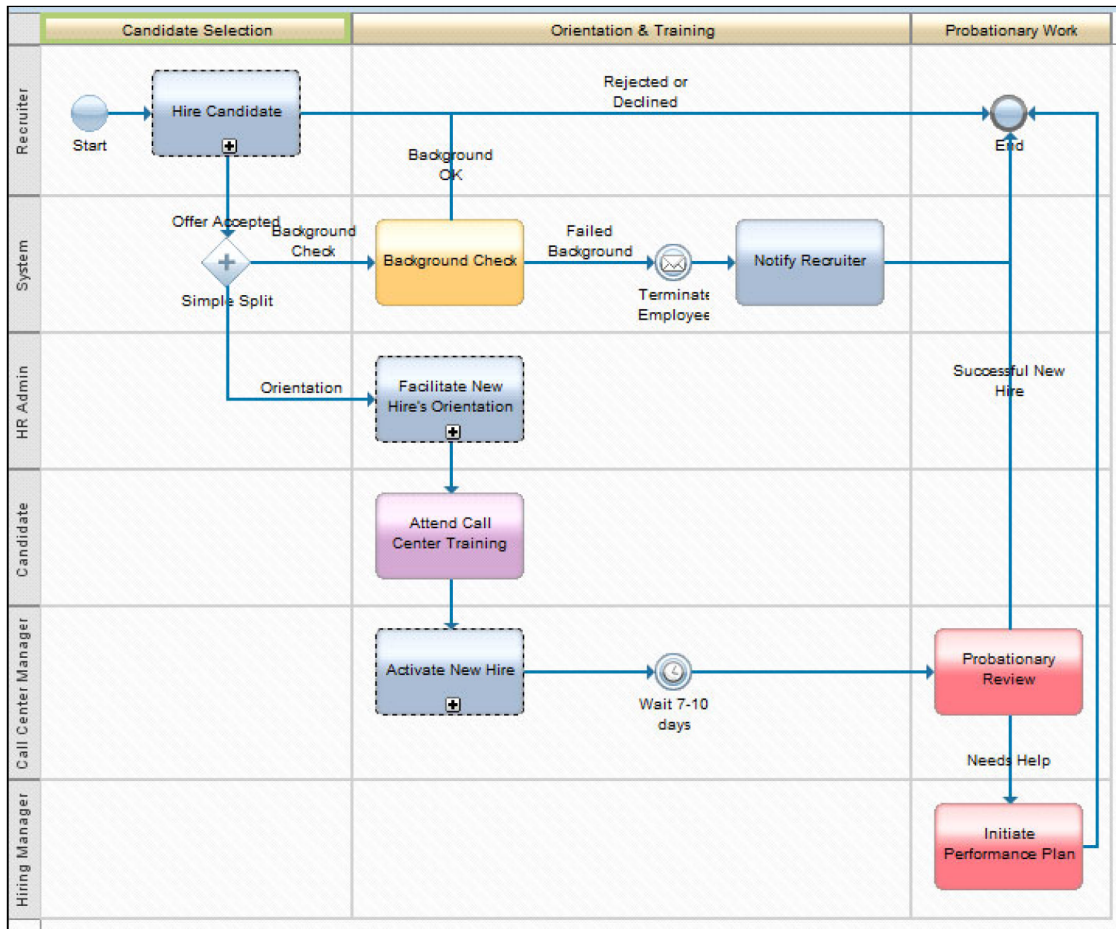 Candidate Selection
Orientation & Training
Probationary Work
Recruiter
Start
Hire Candidate
Rejected or
Declined
End
Background
OK
System
Offer Accepted
Background
Check
Simple Split
Background Check
Failed
Background
Terminate
Employee
Notify Recruiter
HR Admin
Orientation
Facilitate New
Hire's Orientation
Successful New
Hire
Candidate
Attend Call
Center Training
Call Center Manager
Activate New Hire
Wait 7-10
days
Probationary
Review
Needs Help
Hiring Manager
Initiate
Performance Plan